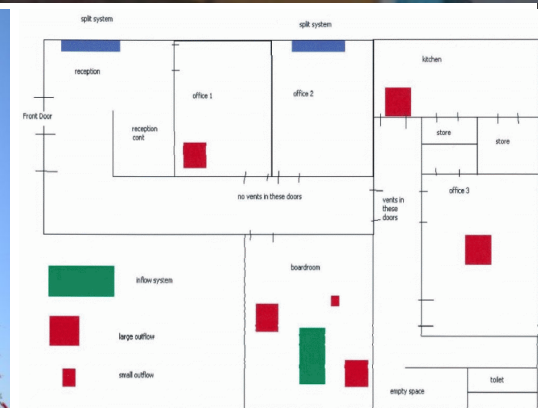 split system
split system
reception
kitchen
office 1
office 2
Front Door
reception
cont
store
store
office 3
no vents in these doors
vents in
these
doors
boardroom
inflow system
large outflow
small outflow
empty space
toilet